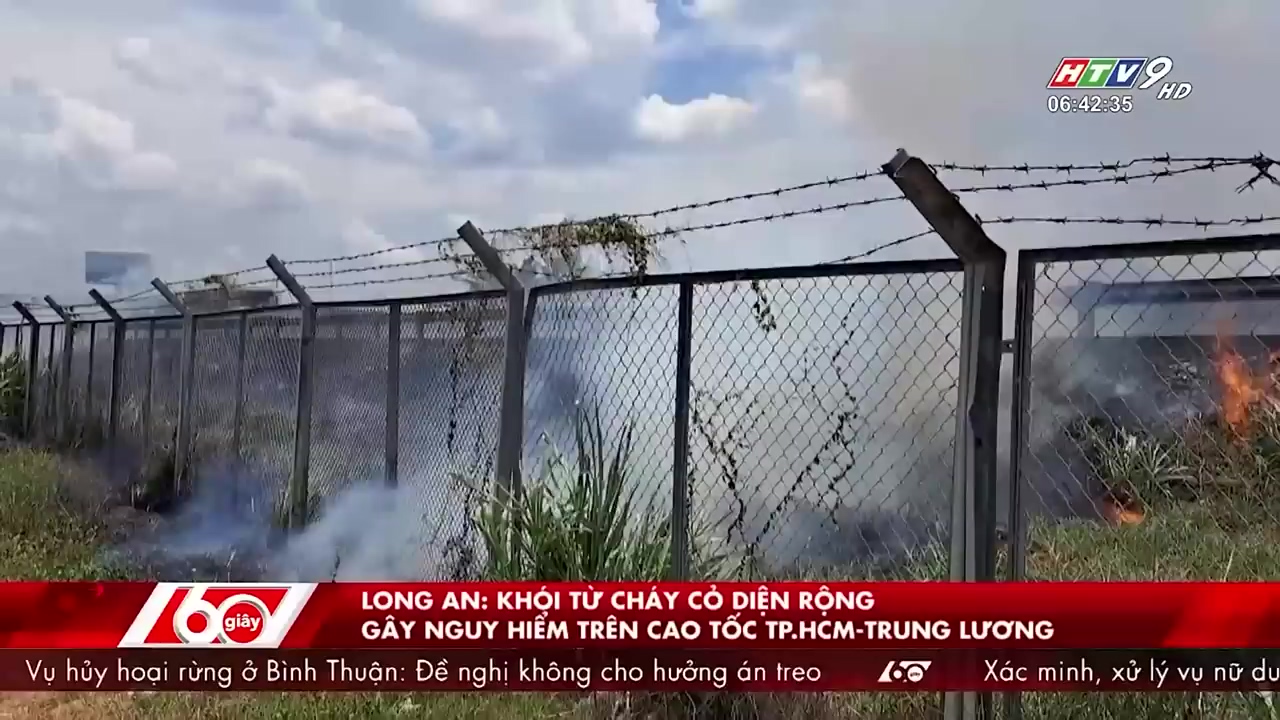 HTV9 HD
06:42:35
60 giây
LONG AN: KHÓI TỪ CHÁY CỎ DIỆN RỘNG
GÂY NGUY HIỂM TRÊN CAO TỐC TP.HCM-TRUNG LƯƠNG
Vụ hủy hoại rừng ở Bình Thuận: Đề nghị không cho hưởng án treo 60 giây Xác minh, xử lý vụ nữ du